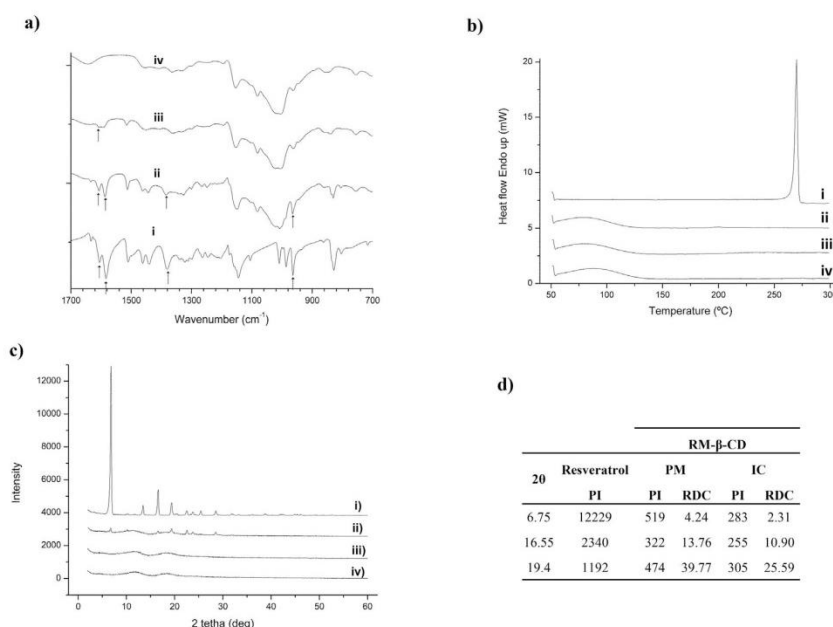 a)
iv
iii
ii
i
1700 1500 1300 1100 900 700
Wavenumber (cm-1)
b)
Heat flow Endo up (mW)
20
15
10
5
0
i
ii
iii
iv
50 100 150 200 250 30
Temperature (ºC)
c)
Intensity
12000
10000
8000
6000
4000
2000
0
i)
ii)
iii)
iv)
0 10 20 30 40 50 60
2 tetha (deg)
d)
RM-β-CD
2θ Resveratrol PM IC
PI PI RDC PI RDC
6.75 12229 519 4.24 283 2.31
16.55 2340 322 13.76 255 10.90
19.4 1192 474 39.77 305 25.59